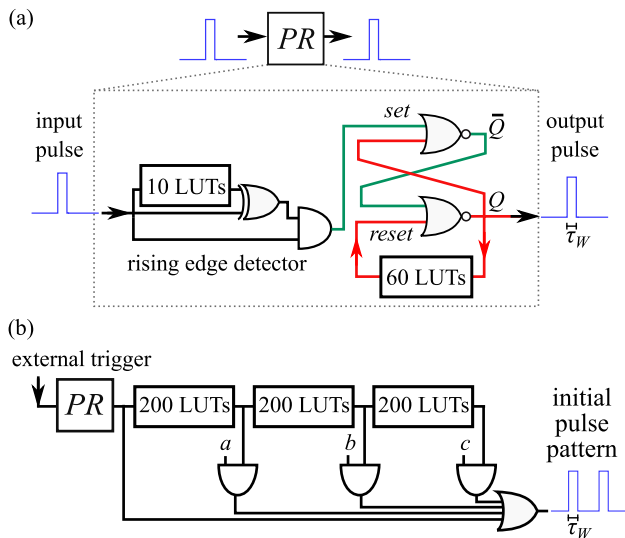 (a)
PR
input
pulse
set
Q̅
output
pulse
10 LUTs
Q
reset
τ_W
rising edge detector
60 LUTs
(b)
external trigger
PR
200 LUTs
200 LUTs
200 LUTs
initial
pulse
pattern
a
b
c
τ_W